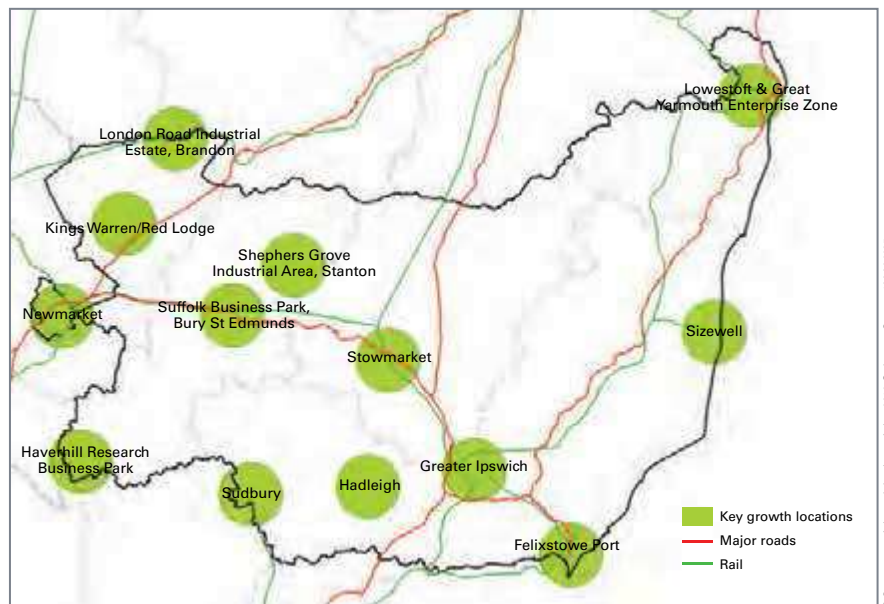 Lowestoft & Great
Yarmouth Enterprise Zone
London Road Industrial
Estate, Brandon
Kings Warren/Red Lodge
Shephers Grove
Industrial Area, Stanton
Newmarket
Suffolk Business Park,
Bury St Edmunds
Stowmarket
Sizewell
Haverhill Research
Business Park
Sudbury
Hadleigh
Greater Ipswich
Felixstowe Port
Key growth locations
Major roads
Rail